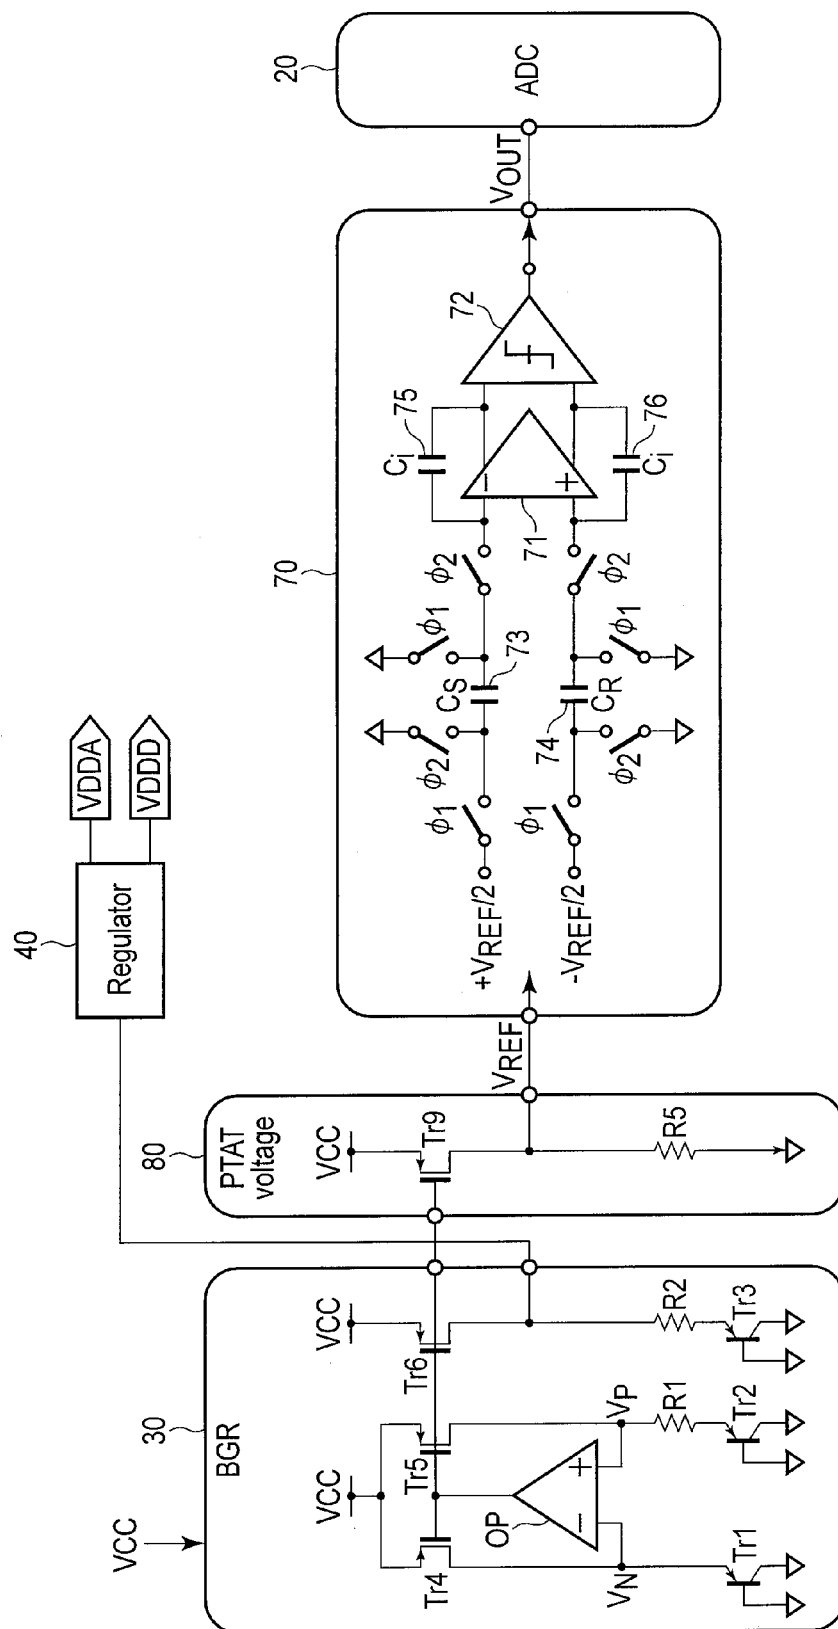 VCC
30
BGR
VCC
VCC
Tr4
Tr5
Tr6
OP
−
+
VN
VP
R1
R2
Tr1
Tr2
Tr3
80
PTAT
voltage
VCC
Tr9
R5
40
Regulator
VDDA
VDDD
VREF
70
+VREF/2
-VREF/2
ϕ1
ϕ2
ϕ1
ϕ2
CS
73
ϕ1
ϕ2
ϕ1
ϕ2
CR
74
Ci
75
−
+
71
72
Ci
76
VOUT
20
ADC